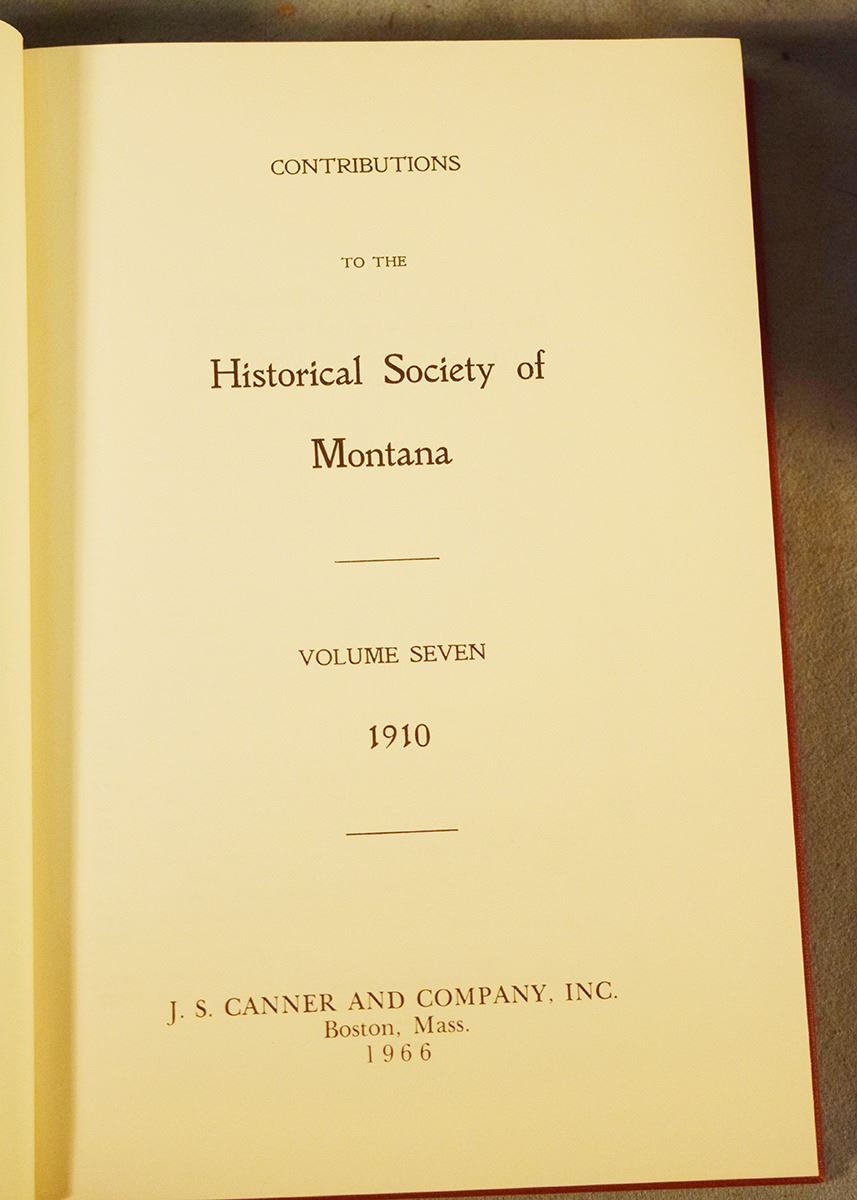 CONTRIBUTIONS
TO THE
Historical Society of
Montana
VOLUME SEVEN
1910
J. S. CANNER AND COMPANY, INC.
Boston, Mass.
1966